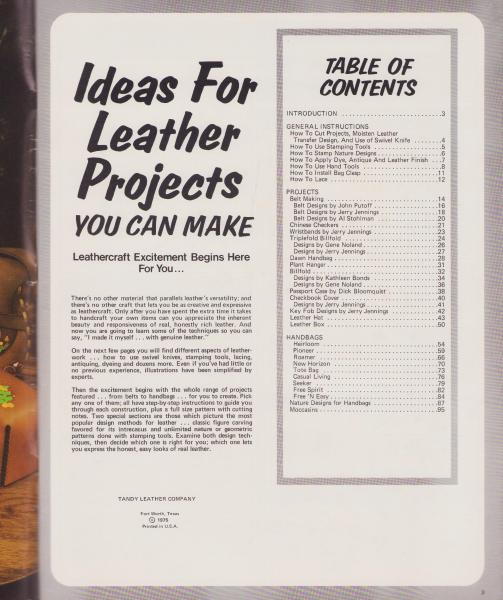 Ideas For
Leather
Projects
YOU CAN MAKE
Leathercraft Excitement Begins Here
For You...
There's no other material that parallels leather's versatility; and
there's no other craft that lets you be as creative and expressive
as leathercraft. Only after you have spent the extra time it takes
to handcraft your own items can you appreciate the inherent
beauty and responsiveness of real, honestly rich leather. And
now you are going to learn some of the techniques so you can
say, "I made it myself . . . with genuine leather."
On the next few pages you will find different aspects of leather-
work . . . how to use swivel knives, stamping tools, lacing,
antiquing, dyeing and dozens more. Even if you've had little or
no previous experience, illustrations have been simplified by
experts.
Then the excitement begins with the whole range of projects
featured . . . from belts to handbags . . . for you to create. Pick
any one of them; all have step-by-step instructions to guide you
through each construction, plus a full size pattern with cutting
notes. Two special sections are those which picture the most
popular design methods for leather . . . classic figure carving
favored for its intrecasus and unlimited nature or geometric
patterns done with stamping tools. Examine both design tech-
niques, then decide which one is right for you; which one lets
you express the honest, easy looks of real leather.
TANDY LEATHER COMPANY
Fort Worth, Texas
© 1975
Printed in U.S.A.
TABLE OF
CONTENTS
INTRODUCTION . . . . . . . . . . .3
GENERAL INSTRUCTIONS
How To Cut Projects, Moisten Leather
Transfer Design, And Use of Swivel Knife . . . . . .4
How To Use Stamping Tools . . . . . .5
How To Stamp Nature Designs . . . . . .6
How To Apply Dye, Antique And Leather Finish . . . .7
How To Use Hand Tools . . . . . .8
How To Install Bag Clasp . . . . . .11
How To Lace . . . . . .12
PROJECTS
Belt Making . . . . . .14
Belt Designs by John Putoff . . . . . .16
Belt Designs by Jerry Jennings . . . . . .18
Belt Designs by Al Stohlman . . . . . .20
Chinese Checkers . . . . . .21
Wristbands by Jerry Jennings . . . . . .23
Triplefold Billfold . . . . . .24
Designs by Gene Noland . . . . . .26
Designs by Jerry Jennings . . . . . .27
Dawn Handbag . . . . . .28
Plant Hanger . . . . . .31
Billfold . . . . . .32
Designs by Kathleen Bonds . . . . . .34
Designs by Gene Noland . . . . . .36
Passport Case by Dick Bloomquist . . . . . .38
Checkbook Cover . . . . . .40
Designs by Jerry Jennings . . . . . .41
Key Fob Designs by Jerry Jennings . . . . . .42
Leather Hat . . . . . .43
Leather Box . . . . . .50
HANDBAGS
Heirloom . . . . . .54
Pioneer . . . . . .59
Roamer . . . . . .66
New Horizon . . . . . .70
Tote Bag . . . . . .73
Casual Living . . . . . .76
Seeker . . . . . .79
Free Spirit . . . . . .82
Free 'N Easy . . . . . .84
Nature Designs for Handbags . . . . . .87
Moccasins . . . . . .95